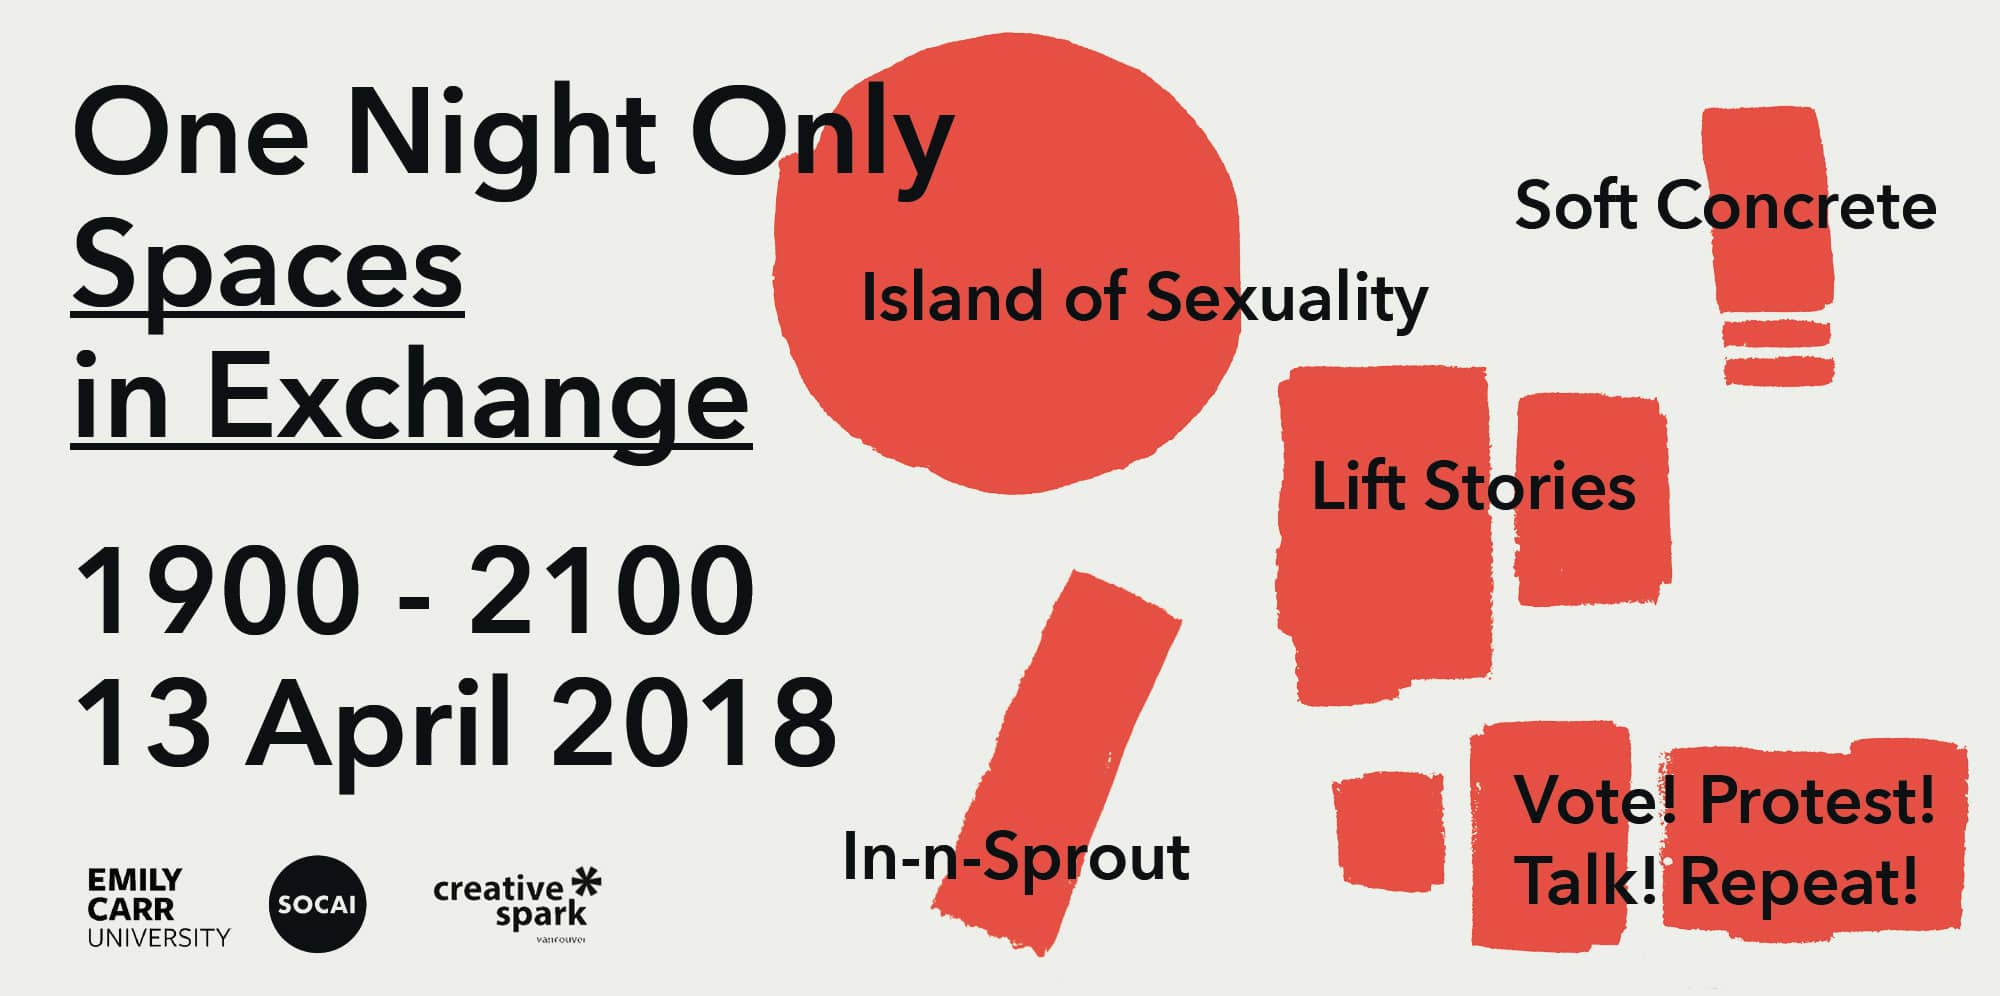 One Night Only
Spaces
in Exchange
1900 - 2100
13 April 2018
EMILY
CARR
UNIVERSITY
SOCAI
creative
spark
vancouver
Island of Sexuality
Soft Concrete
Lift Stories
In-n-Sprout
Vote! Protest!
Talk! Repeat!